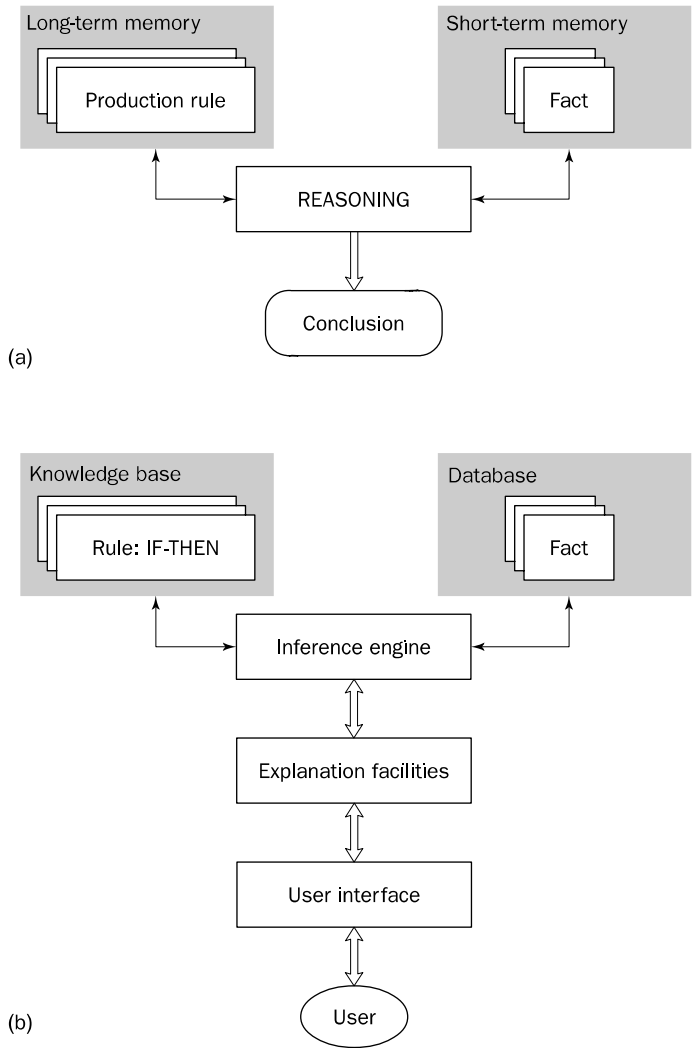 Long-term memory
Short-term memory
Production rule
Fact
REASONING
Conclusion
(a)
Knowledge base
Database
Rule: IF-THEN
Fact
Inference engine
Explanation facilities
User interface
User
(b)